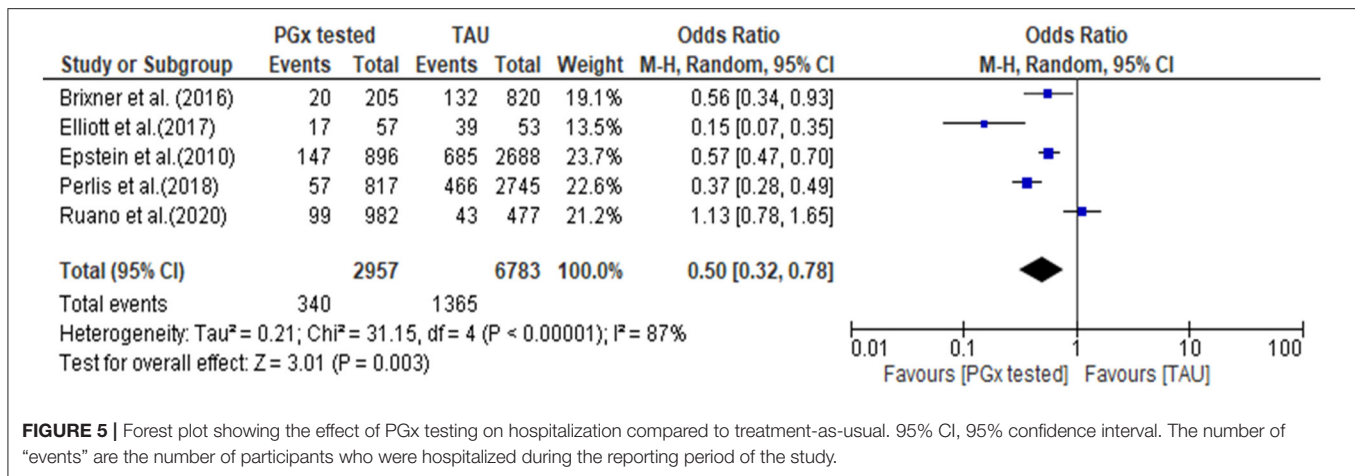 PGx tested TAU Odds Ratio Odds Ratio
Study or Subgroup Events Total Events Total Weight M-H, Random, 95% CI M-H, Random, 95% CI
Brixner et al. (2016) 20 205 132 820 19.1% 0.56 [0.34, 0.93]
Elliott et al.(2017) 17 57 39 53 13.5% 0.15 [0.07, 0.35]
Epstein et al.(2010) 147 896 685 2688 23.7% 0.57 [0.47, 0.70]
Perlis et al.(2018) 57 817 466 2745 22.6% 0.37 [0.28, 0.49]
Ruano et al.(2020) 99 982 43 477 21.2% 1.13 [0.78, 1.65]
Total (95% CI) 2957 6783 100.0% 0.50 [0.32, 0.78]
Total events 340 1365
Heterogeneity: Tau² = 0.21; Chi² = 31.15, df = 4 (P < 0.00001); I² = 87%
Test for overall effect: Z = 3.01 (P = 0.003)
0.01 0.1 1 10 100
Favours [PGx tested] Favours [TAU]
FIGURE 5 | Forest plot showing the effect of PGx testing on hospitalization compared to treatment-as-usual. 95% CI, 95% confidence interval. The number of
“events” are the number of participants who were hospitalized during the reporting period of the study.